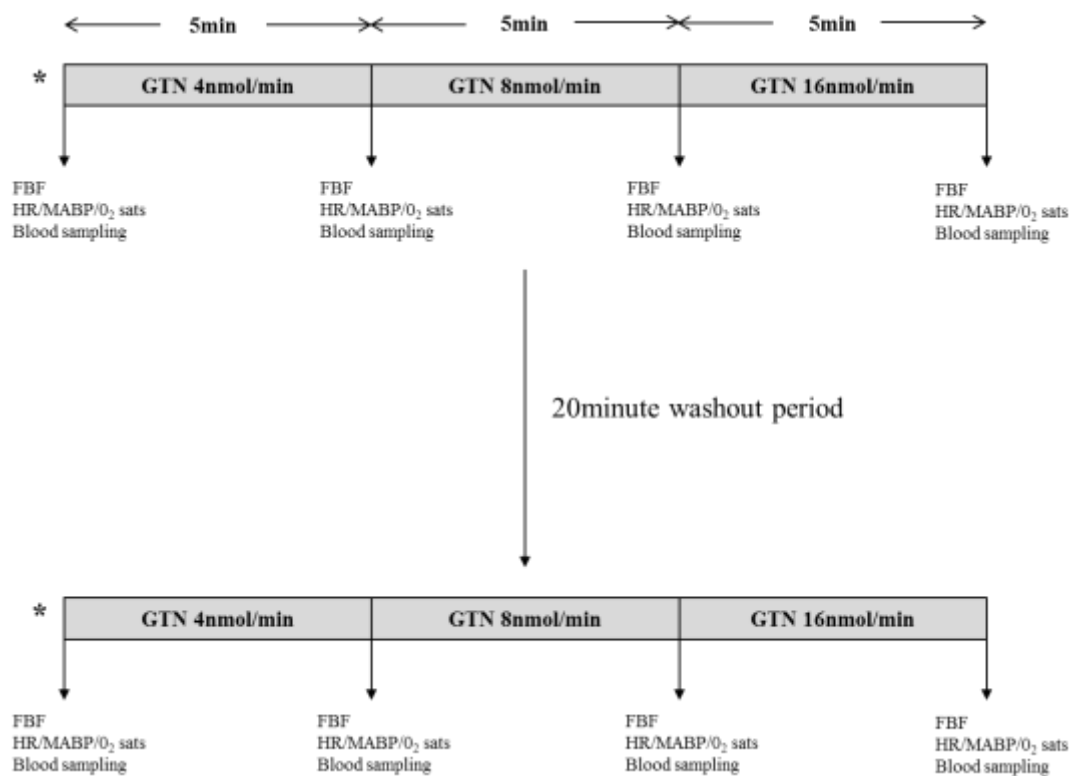 5min 5min 5min
* GTN 4nmol/min GTN 8nmol/min GTN 16nmol/min
FBF FBF FBF FBF
HR/MABP/0₂ sats HR/MABP/0₂ sats HR/MABP/0₂ sats HR/MABP/0₂ sats
Blood sampling Blood sampling Blood sampling Blood sampling
20minute washout period
* GTN 4nmol/min GTN 8nmol/min GTN 16nmol/min
FBF FBF FBF FBF
HR/MABP/0₂ sats HR/MABP/0₂ sats HR/MABP/0₂ sats HR/MABP/0₂ sats
Blood sampling Blood sampling Blood sampling Blood sampling